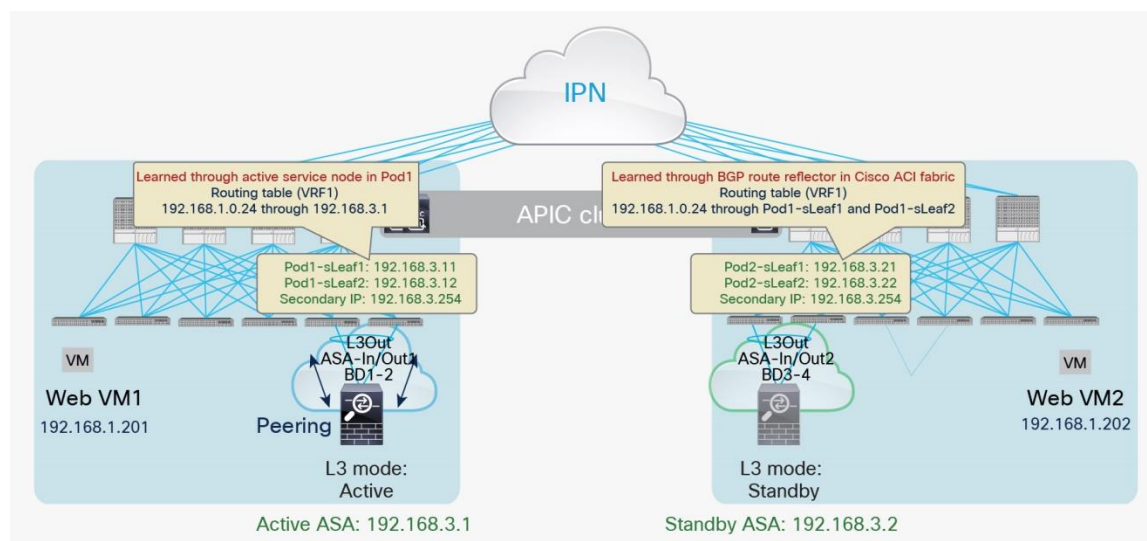 IPN
Learned through active service node in Pod1
Routing table (VRF1)
192.168.1.0.24 through 192.168.3.1
Learned through BGP route reflector in Cisco ACI fabric
Routing table (VRF1)
192.168.1.0.24 through Pod1-sLeaf1 and Pod1-sLeaf2
APIC clu
Pod1-sLeaf1: 192.168.3.11
Pod1-sLeaf2: 192.168.3.12
Secondary IP: 192.168.3.254
Pod2-sLeaf1: 192.168.3.21
Pod2-sLeaf2: 192.168.3.22
Secondary IP: 192.168.3.254
VM
Web VM1
192.168.1.201
L3Out
ASA-In/Out1
BD1-2
Peering
L3 mode:
Active
L3Out
ASA-In/Out2
BD3-4
L3 mode:
Standby
VM
Web VM2
192.168.1.202
Active ASA: 192.168.3.1
Standby ASA: 192.168.3.2